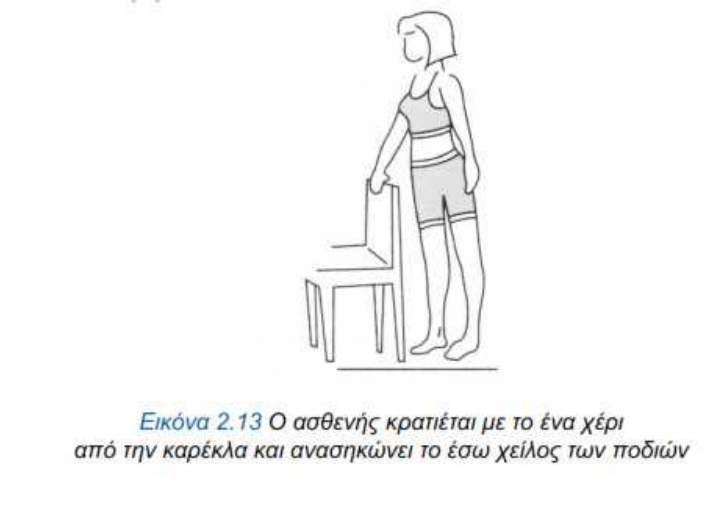 Εικόνα 2.13 Ο ασθενής κρατιέται με το ένα χέρι
από την καρέκλα και ανασηκώνει το έσω χείλος των ποδιών